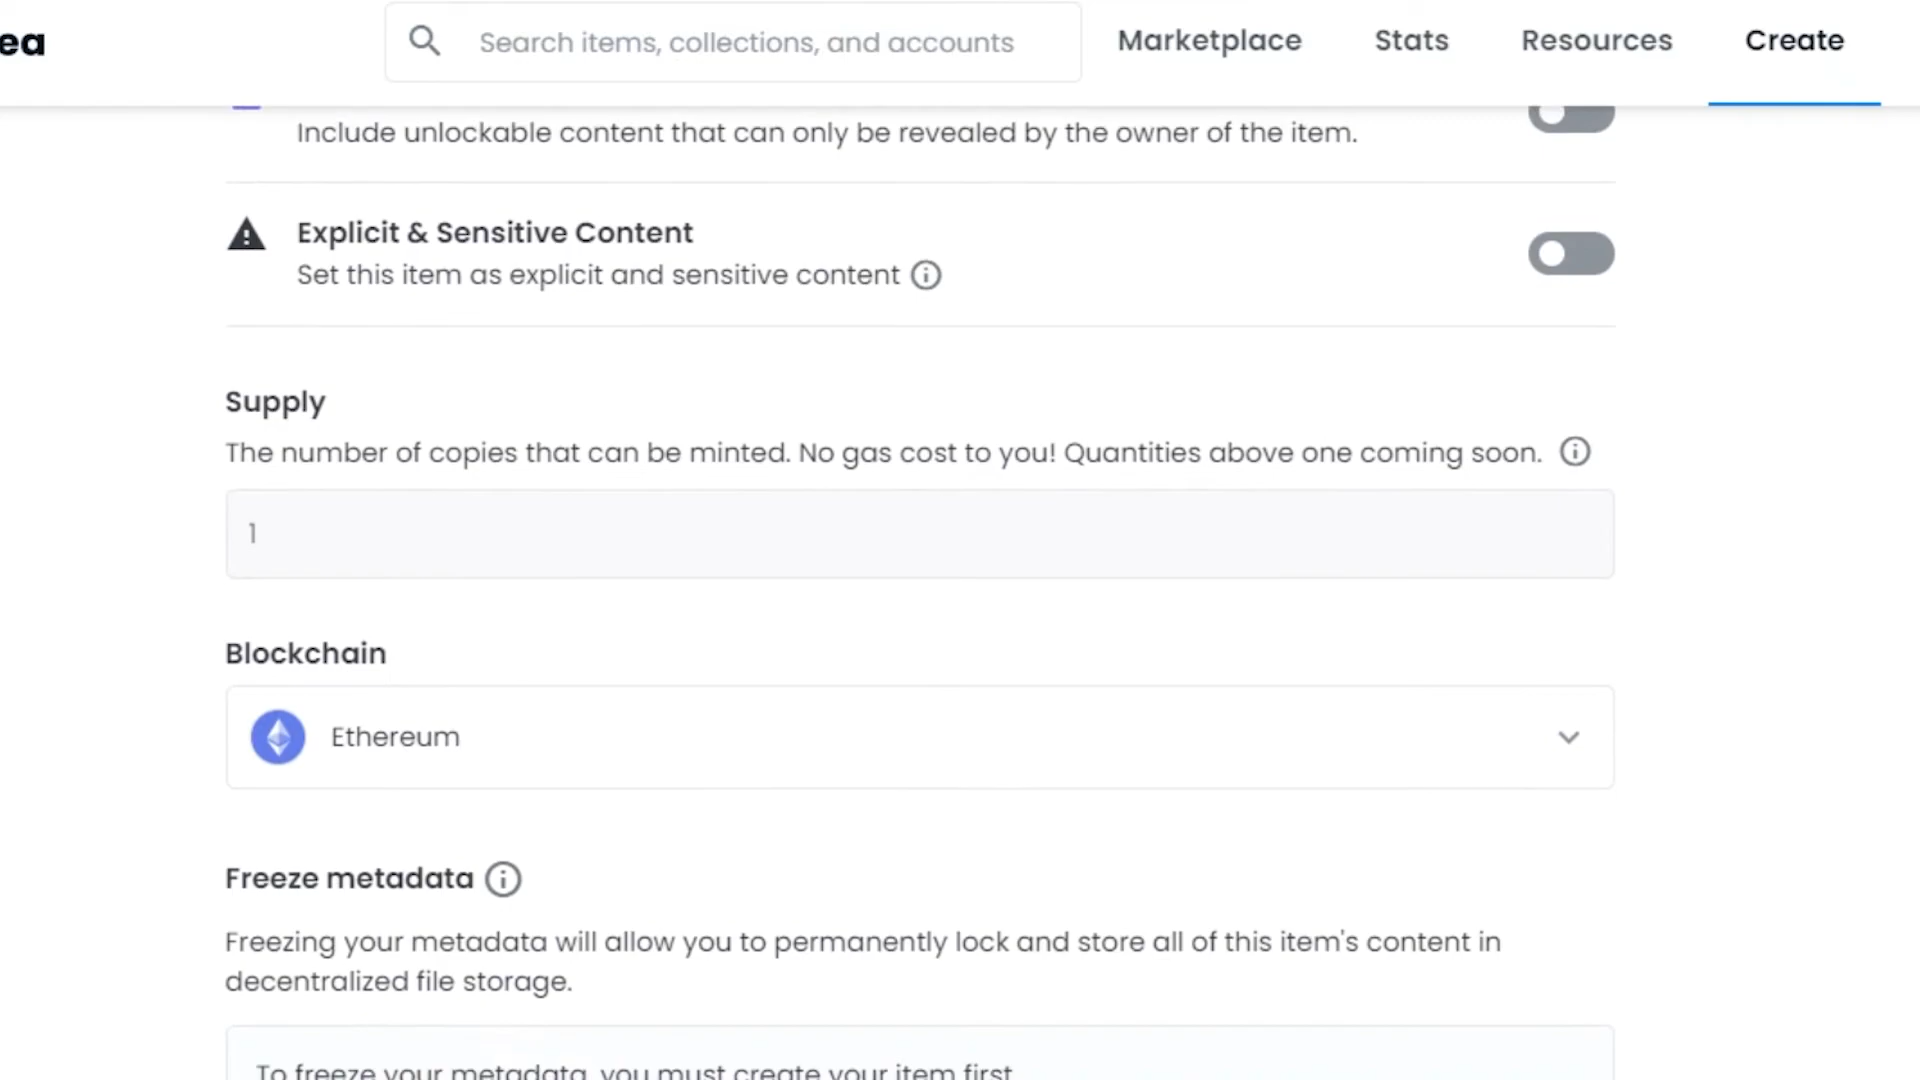 ea
Search items, collections, and accounts
Marketplace
Stats
Resources
Create
Include unlockable content that can only be revealed by the owner of the item.
Explicit & Sensitive Content
Set this item as explicit and sensitive content
Supply
The number of copies that can be minted. No gas cost to you! Quantities above one coming soon.
1
Blockchain
Ethereum
Freeze metadata
Freezing your metadata will allow you to permanently lock and store all of this item's content in
decentralized file storage.
To freeze your metadata, you must create your item first